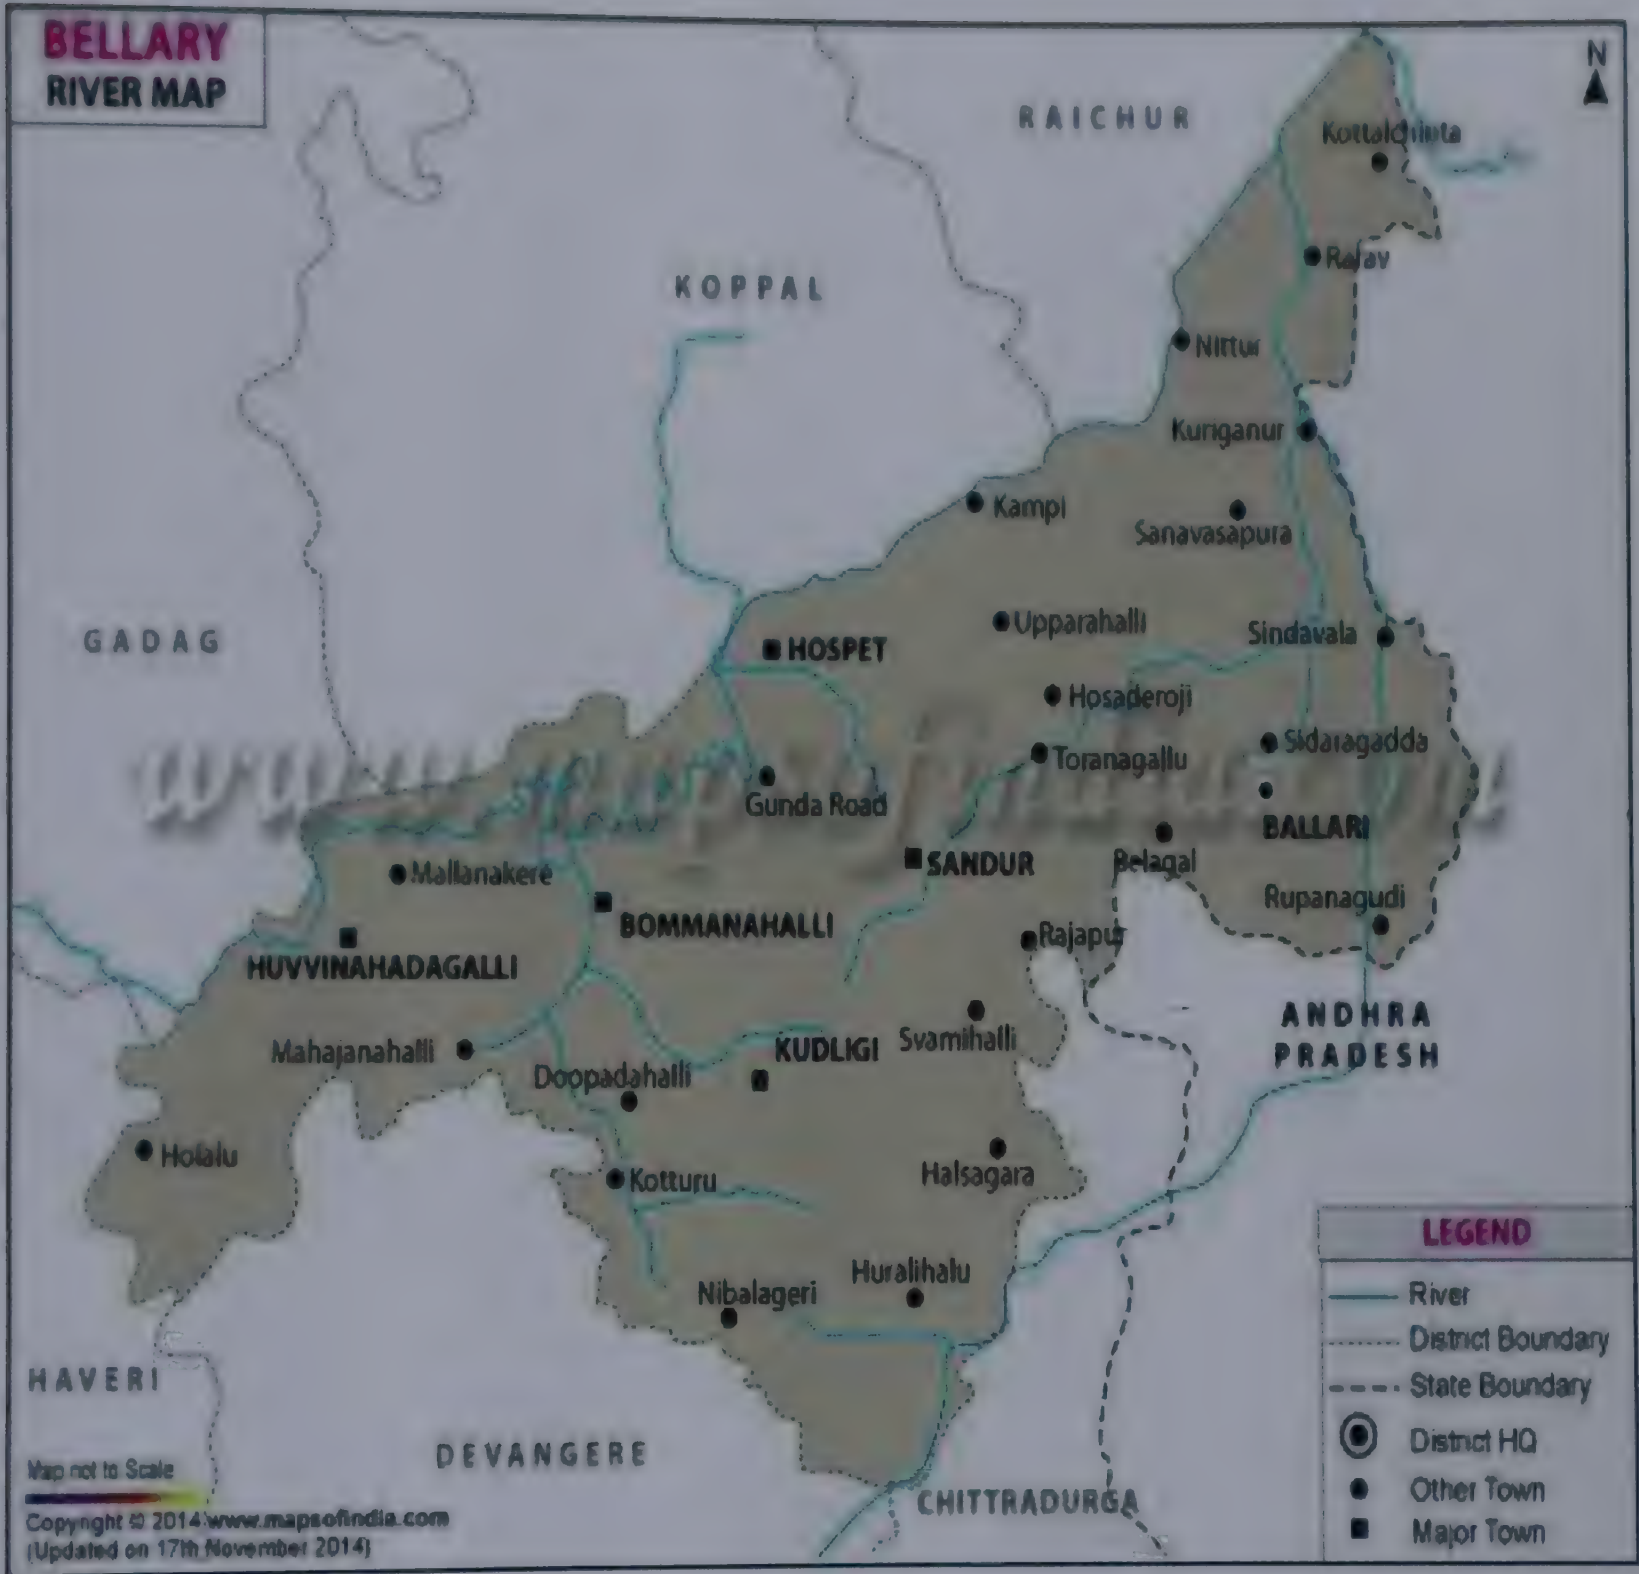 BELLARY
RIVER MAP
N
RAICHUR
Kottalchinta
Ravav
KOPPAL
Nittur
Kuriganur
Kampi
Sanavasapura
GADAG
Upparahalli
Sindavala
HOSPET
Hosaderoji
Toranagallu
Sidaragadda
Gunda Road
BALLARI
SANDUR
Belagal
Mallanakere
Rupanagudi
BOMMANAHALLI
Rajapur
HUVVINAHADAGALLI
ANDHRA
PRADESH
Svamihalli
Mahajanahalli
KUDLIGI
Doopadahalli
Holalu
Halsagara
Kotturu
Huralihalu
Nibalageri
HAVERI
DEVANGERE
CHITTRADURGA
LEGEND
River
District Boundary
State Boundary
District HQ
Other Town
Major Town
Map not to Scale
Copyright © 2014 www.mapsofindia.com
(Updated on 17th November 2014)